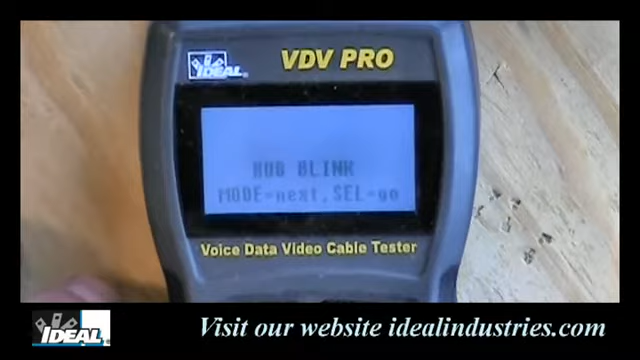 IDEAL
VDV PRO
HUB BLINK
MODE=next, SEL=go
Voice Data Video Cable Tester
IDEAL
Visit our website idealindustries.com